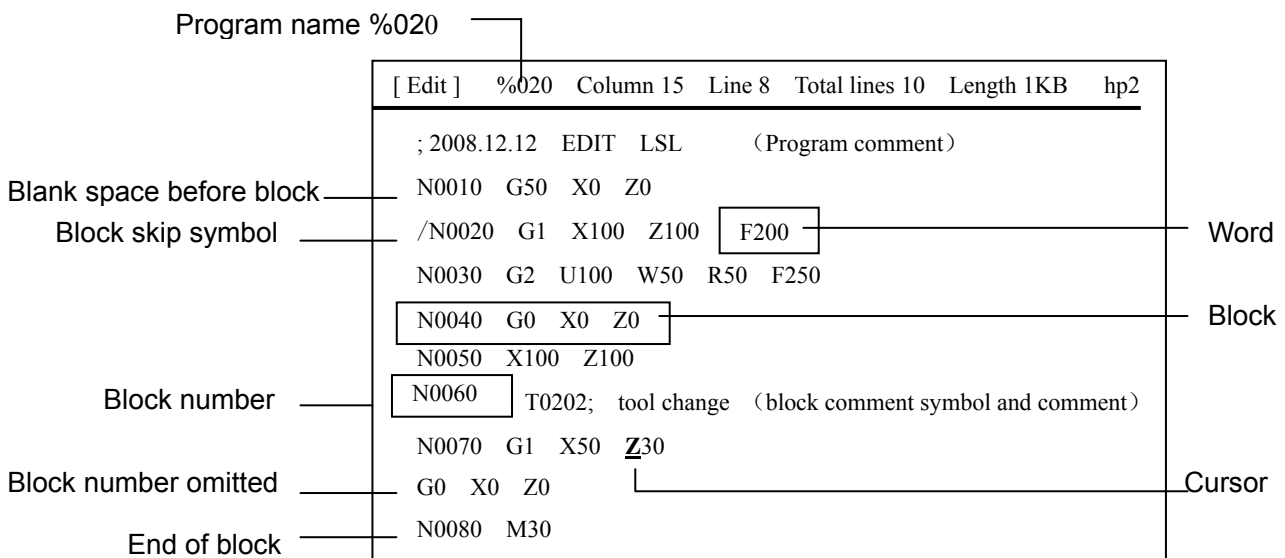 Program name %020
[ Edit ] %020 Column 15 Line 8 Total lines 10 Length 1KB hp2
; 2008.12.12 EDIT LSL （Program comment）
Blank space before block
N0010 G50 X0 Z0
Block skip symbol
/N0020 G1 X100 Z100 F200
Word
N0030 G2 U100 W50 R50 F250
N0040 G0 X0 Z0
Block
N0050 X100 Z100
Block number
N0060 T0202; tool change （block comment symbol and comment）
N0070 G1 X50 Z30
Block number omitted
G0 X0 Z0
Cursor
N0080 M30
End of block